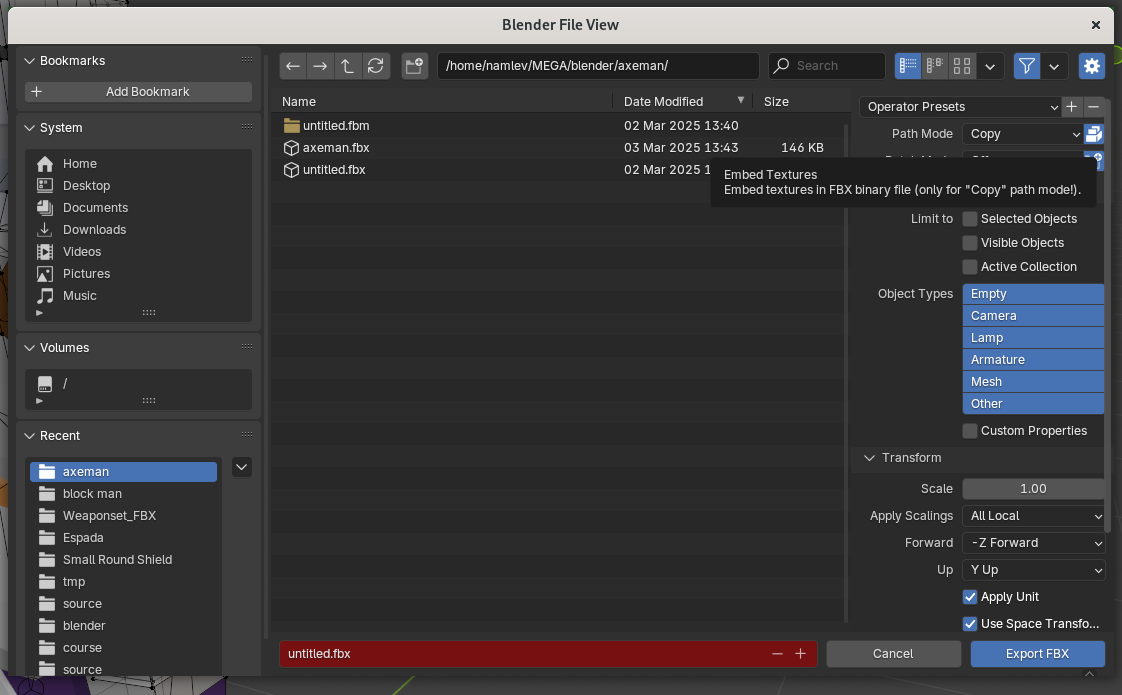 Blender File View
Bookmarks
Add Bookmark
System
Home
Desktop
Documents
Downloads
Videos
Pictures
Music
Volumes
/
Recent
axeman
block man
Weaponset_FBX
Espada
Small Round Shield
tmp
source
blender
course
source
/home/namlev/MEGA/blender/axeman/
Search
Name Date Modified Size
untitled.fbm 02 Mar 2025 13:40
axeman.fbx 03 Mar 2025 13:43 146 KB
untitled.fbx 02 Mar 2025 1
Operator Presets
Path Mode Copy
Embed Textures
Embed textures in FBX binary file (only for "Copy" path mode!).
Limit to Selected Objects
Visible Objects
Active Collection
Object Types Empty
Camera
Lamp
Armature
Mesh
Other
Custom Properties
Transform
Scale 1.00
Apply Scalings All Local
Forward -Z Forward
Up Y Up
Apply Unit
Use Space Transfo...
untitled.fbx
Cancel
Export FBX